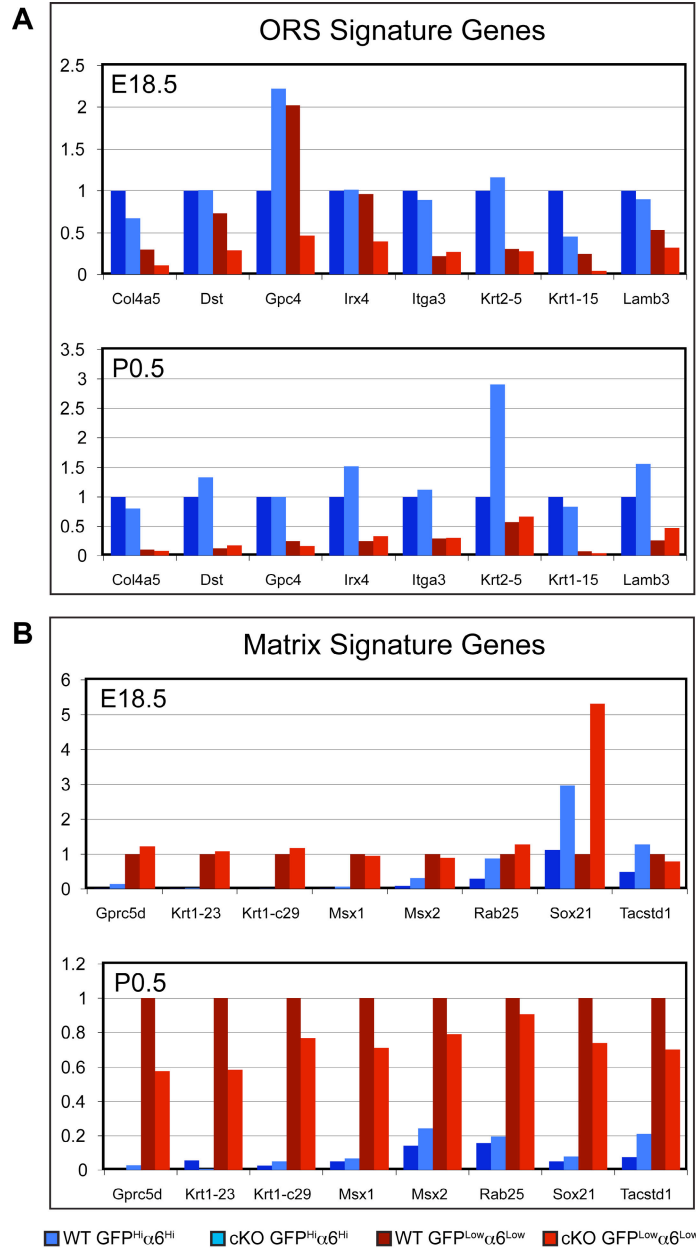 A
ORS Signature Genes
E18.5
2.5
2
1.5
1
0.5
0
Col4a5 Dst Gpc4 Irx4 Itga3 Krt2-5 Krt1-15 Lamb3
P0.5
3.5
3
2.5
2
1.5
1
0.5
0
Col4a5 Dst Gpc4 Irx4 Itga3 Krt2-5 Krt1-15 Lamb3
B
Matrix Signature Genes
E18.5
6
5
4
3
2
1
0
Gprc5d Krt1-23 Krt1-c29 Msx1 Msx2 Rab25 Sox21 Tacstd1
P0.5
1.2
1
0.8
0.6
0.4
0.2
0
Gprc5d Krt1-23 Krt1-c29 Msx1 Msx2 Rab25 Sox21 Tacstd1
WT GFPHiα6Hi cKO GFPHiα6Hi WT GFPLowα6Low cKO GFPLowα6Low